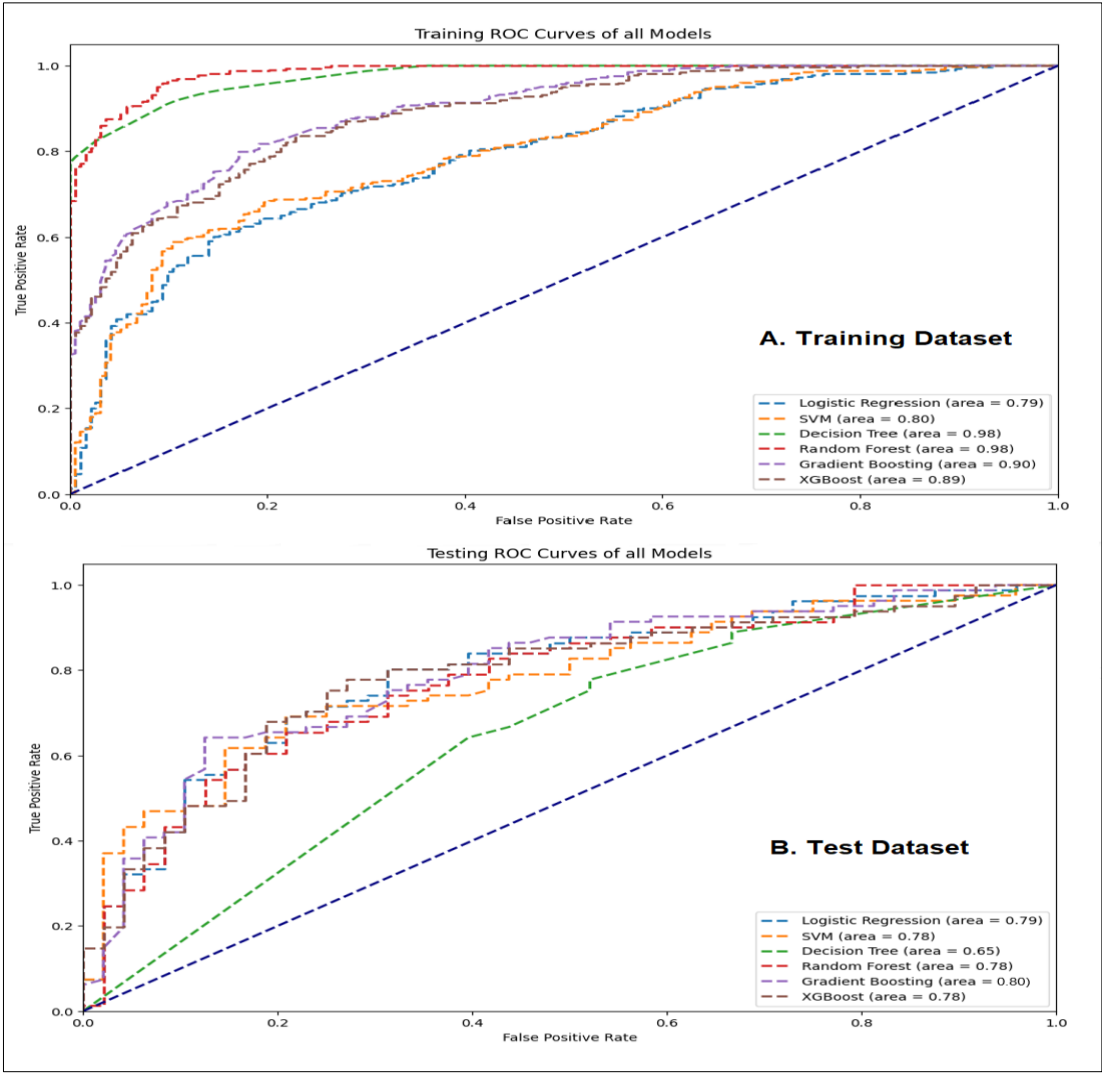 Training ROC Curves of all Models
1.0
0.8
0.6
0.4
0.2
0.0
True Positive Rate
A. Training Dataset
Logistic Regression (area = 0.79)
SVM (area = 0.80)
Decision Tree (area = 0.98)
Random Forest (area = 0.98)
Gradient Boosting (area = 0.90)
XGBoost (area = 0.89)
0.0 0.2 0.4 0.6 0.8 1.0
False Positive Rate
Testing ROC Curves of all Models
1.0
0.8
0.6
0.4
0.2
0.0
True Positive Rate
B. Test Dataset
Logistic Regression (area = 0.79)
SVM (area = 0.78)
Decision Tree (area = 0.65)
Random Forest (area = 0.78)
Gradient Boosting (area = 0.80)
XGBoost (area = 0.78)
0.0 0.2 0.4 0.6 0.8 1.0
False Positive Rate